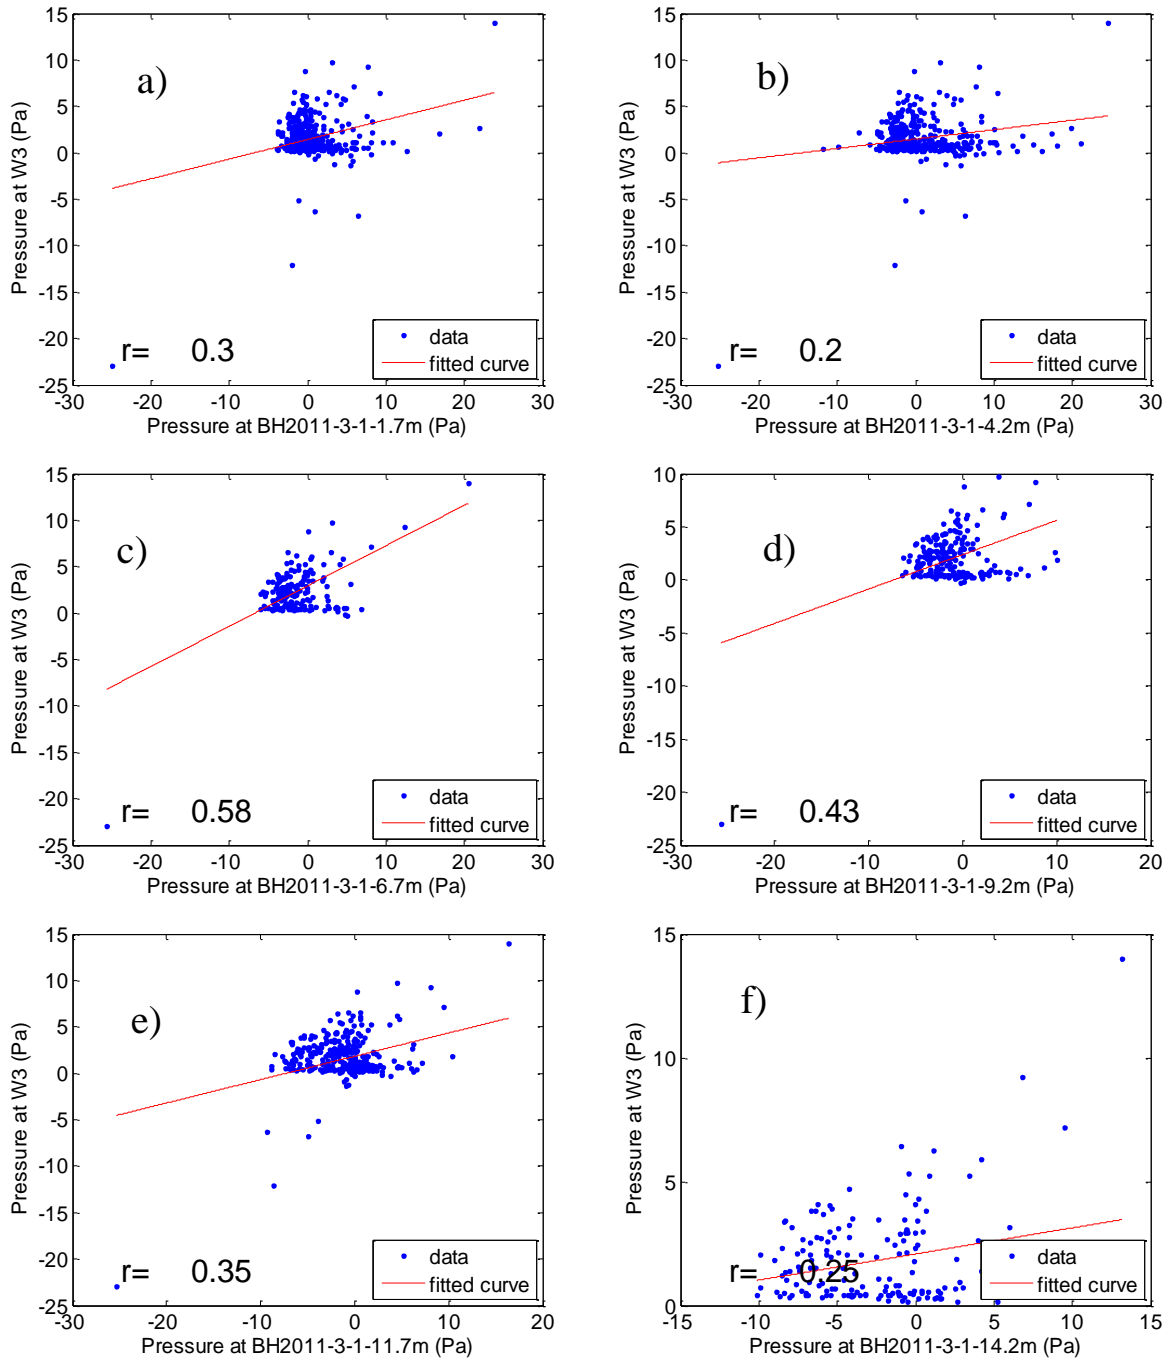 15
10
5
0
-5
-10
-15
-20
-25
Pressure at W3 (Pa)
a)
r= 0.3
data
fitted curve
-30 -20 -10 0 10 20 30
Pressure at BH2011-3-1-1.7m (Pa)
15
10
5
0
-5
-10
-15
-20
-25
Pressure at W3 (Pa)
b)
r= 0.2
data
fitted curve
-30 -20 -10 0 10 20 30
Pressure at BH2011-3-1-4.2m (Pa)
15
10
5
0
-5
-10
-15
-20
-25
Pressure at W3 (Pa)
c)
r= 0.58
data
fitted curve
-30 -20 -10 0 10 20 30
Pressure at BH2011-3-1-6.7m (Pa)
10
5
0
-5
-10
-15
-20
-25
Pressure at W3 (Pa)
d)
r= 0.43
data
fitted curve
-30 -20 -10 0 10 20
Pressure at BH2011-3-1-9.2m (Pa)
15
10
5
0
-5
-10
-15
-20
-25
Pressure at W3 (Pa)
e)
r= 0.35
data
fitted curve
-30 -20 -10 0 10 20
Pressure at BH2011-3-1-11.7m (Pa)
15
10
5
0
Pressure at W3 (Pa)
f)
r= 0.25
data
fitted curve
-15 -10 -5 0 5 10 15
Pressure at BH2011-3-1-14.2m (Pa)